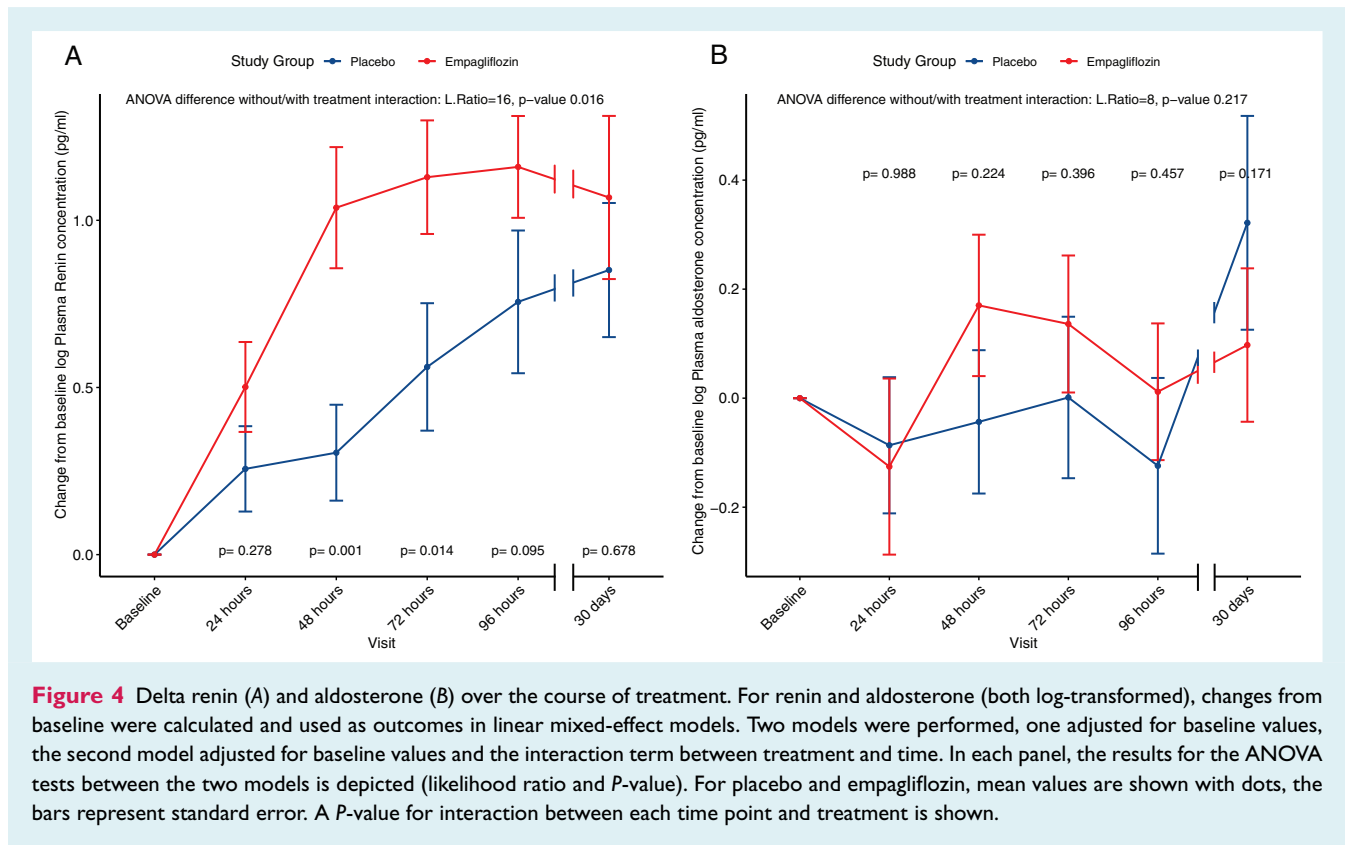 A
Study Group Placebo Empagliflozin
ANOVA difference without/with treatment interaction: L.Ratio=16, p−value 0.016
Change from baseline log Plasma Renin concentration (pg/ml)
1.0
0.5
0.0
p= 0.278 p= 0.001 p= 0.014 p= 0.095 p= 0.678
Baseline 24 hours 48 hours 72 hours 96 hours 30 days
Visit
B
Study Group Placebo Empagliflozin
ANOVA difference without/with treatment interaction: L.Ratio=8, p−value 0.217
Change from baseline log Plasma aldosterone concentration (pg/ml)
p= 0.988 p= 0.224 p= 0.396 p= 0.457 p= 0.171
0.4
0.2
0.0
−0.2
Baseline 24 hours 48 hours 72 hours 96 hours 30 days
Visit
Figure 4 Delta renin (A) and aldosterone (B) over the course of treatment. For renin and aldosterone (both log-transformed), changes from
baseline were calculated and used as outcomes in linear mixed-effect models. Two models were performed, one adjusted for baseline values,
the second model adjusted for baseline values and the interaction term between treatment and time. In each panel, the results for the ANOVA
tests between the two models is depicted (likelihood ratio and P-value). For placebo and empagliflozin, mean values are shown with dots, the
bars represent standard error. A P-value for interaction between each time point and treatment is shown.